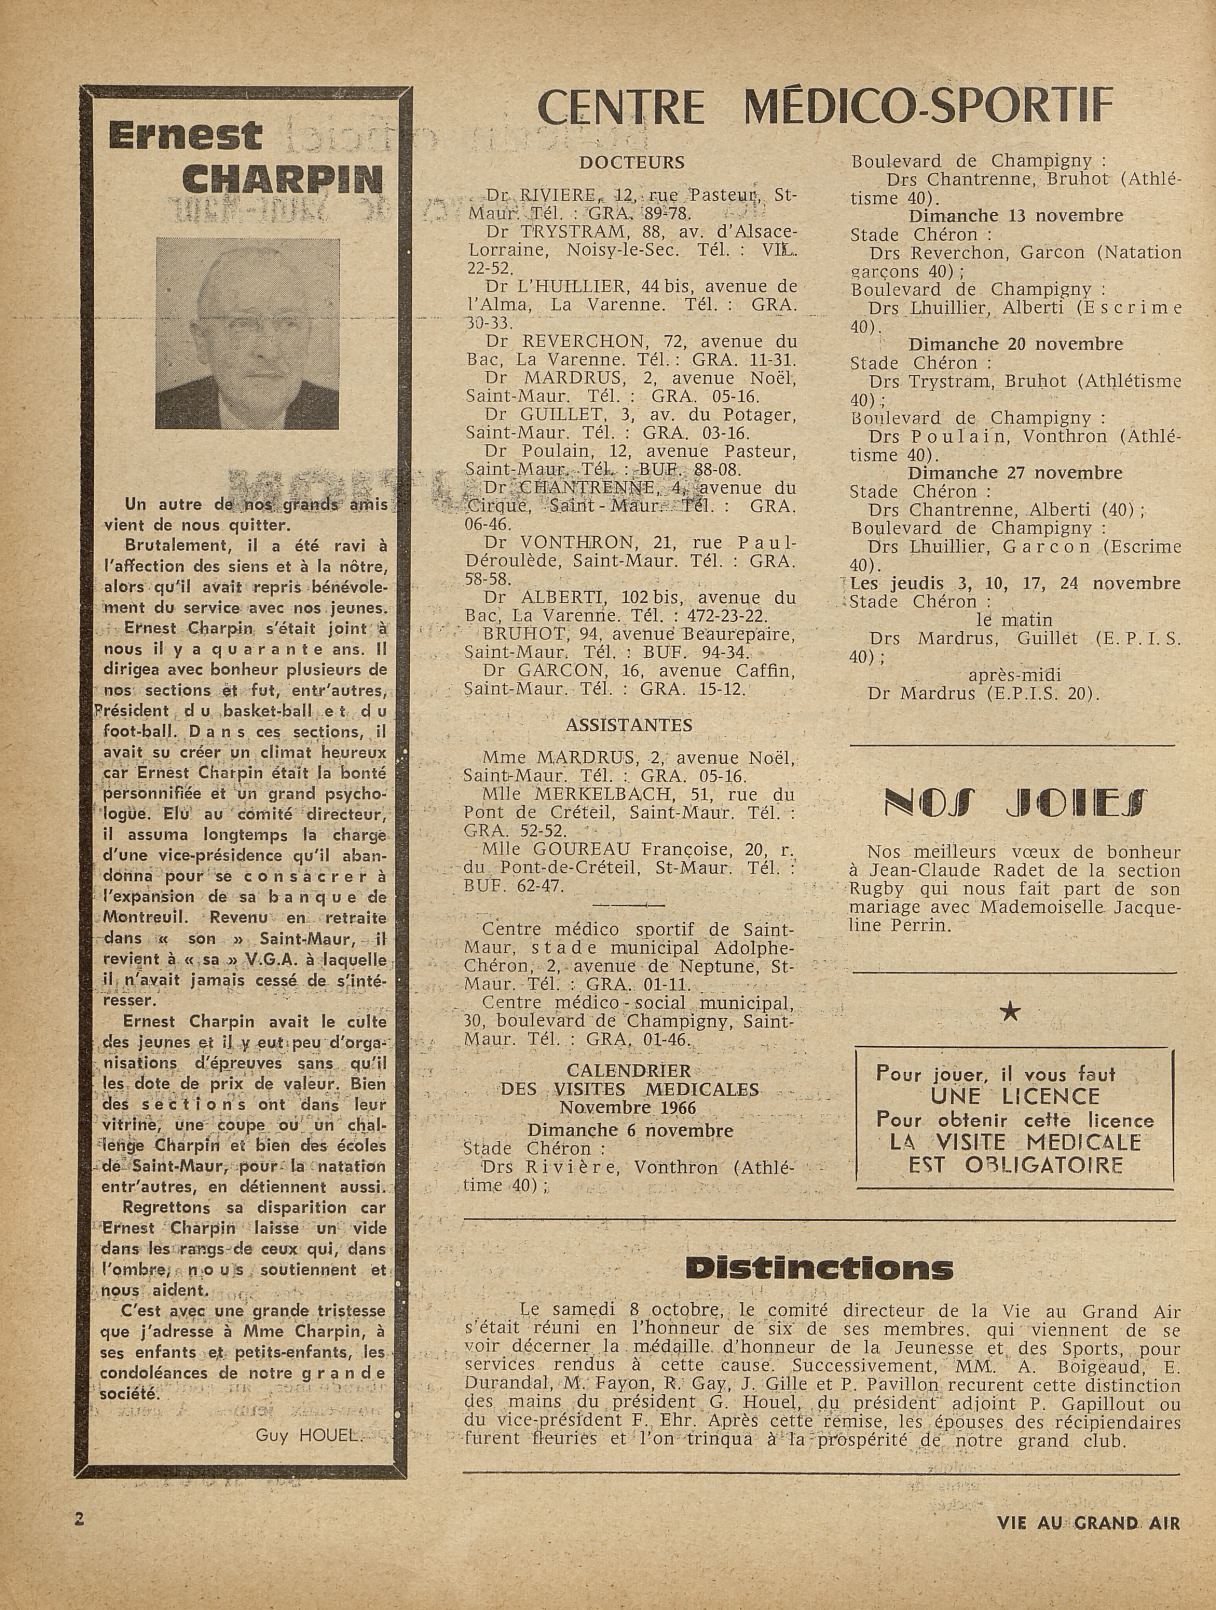 Ernest
CHARPIN
Un autre de nos grands amis
vient de nous quitter.
Brutalement, il a été ravi à
l'affection des siens et à la nôtre,
alors qu'il avait repris bénévole-
ment du service avec nos jeunes.
Ernest Charpin s'était joint à
nous il y a quarante ans. Il
dirigea avec bonheur plusieurs de
nos sections et fut, entr'autres,
Président du basket-ball et du
foot-ball. Dans ces sections, il
avait su créer un climat heureux
car Ernest Charpin était la bonté
personnifiée et un grand psycho-
logue. Elu au comité directeur,
il assuma longtemps la charge
d'une vice-présidence qu'il aban-
donna pour se consacrer à
l'expansion de sa banque de
Montreuil. Revenu en retraite
dans « son » Saint-Maur, il
revient à « sa » V.G.A. à laquelle
il n'avait jamais cessé de s'inté-
resser.
Ernest Charpin avait le culte
des jeunes et il y eut peu d'orga-
nisations d'épreuves sans qu'il
les dote de prix de valeur. Bien
des sections ont dans leur
vitrine, une coupe ou un chal-
lenge Charpin et bien des écoles
de Saint-Maur, pour la natation
entr'autres, en détiennent aussi.
Regrettons sa disparition car
Ernest Charpin laisse un vide
dans les rangs de ceux qui, dans
l'ombre, nous soutiennent et
nous aident.
C'est avec une grande tristesse
que j'adresse à Mme Charpin, à
ses enfants et petits-enfants, les
condoléances de notre grande
société.
Guy HOUEL.
CENTRE MÉDICO-SPORTIF
DOCTEURS
Dr RIVIERE, 12, rue Pasteur, St-
Maur. Tél. : GRA. 89-78.
Dr TRYSTRAM, 88, av. d'Alsace-
Lorraine, Noisy-le-Sec. Tél. : VIL.
22-52.
Dr L'HUILLIER, 44 bis, avenue de
l'Alma, La Varenne. Tél. : GRA.
30-33.
Dr REVERCHON, 72, avenue du
Bac, La Varenne. Tél. : GRA. 11-31.
Dr MARDRUS, 2, avenue Noël,
Saint-Maur. Tél. : GRA. 05-16.
Dr GUILLET, 3, av. du Potager,
Saint-Maur. Tél. : GRA. 03-16.
Dr Poulain, 12, avenue Pasteur,
Saint-Maur. Tél. : BUF. 88-08.
Dr CHANTRENNE, 4, avenue du
Cirque, Saint-Maur. Tél. : GRA.
06-46.
Dr VONTHRON, 21, rue Paul-
Déroulède, Saint-Maur. Tél. : GRA.
58-58.
Dr ALBERTI, 102 bis, avenue du
Bac, La Varenne. Tél. : 472-23-22.
BRUHOT, 94, avenue Beaurepaire,
Saint-Maur. Tél. : BUF. 94-34.
Dr GARCON, 16, avenue Caffin,
Saint-Maur. Tél. : GRA. 15-12.
ASSISTANTES
Mme MARDRUS, 2, avenue Noël,
Saint-Maur. Tél. : GRA. 05-16.
Mlle MERKELBACH, 51, rue du
Pont de Créteil, Saint-Maur. Tél. :
GRA. 52-52.
Mlle GOUREAU Françoise, 20, r.
du Pont-de-Créteil, St-Maur. Tél. :
BUF. 62-47.
Centre médico sportif de Saint-
Maur, stade municipal Adolphe-
Chéron, 2, avenue de Neptune, St-
Maur. Tél. : GRA. 01-11.
Centre médico-social municipal,
30, boulevard de Champigny, Saint-
Maur. Tél. : GRA. 01-46.
CALENDRIER
DES VISITES MEDICALES
Novembre 1966
Dimanche 6 novembre
Stade Chéron :
Drs Rivière, Vonthron (Athlé-
time 40) ;
Boulevard de Champigny :
Drs Chantrenne, Bruhot (Athlé-
tisme 40).
Dimanche 13 novembre
Stade Chéron :
Drs Reverchon, Garcon (Natation
garçons 40) ;
Boulevard de Champigny :
Drs Lhuillier, Alberti (Escrime
40).
Dimanche 20 novembre
Stade Chéron :
Drs Trystram, Bruhot (Athlétisme
40) ;
Boulevard de Champigny :
Drs Poulain, Vonthron (Athlé-
tisme 40).
Dimanche 27 novembre
Stade Chéron :
Drs Chantrenne, Alberti (40) ;
Boulevard de Champigny :
Drs Lhuillier, Garcon (Escrime
40).
Les jeudis 3, 10, 17, 24 novembre
Stade Chéron :
le matin
Drs Mardrus, Guillet (E.P.I.S.
40) ;
après-midi
Dr Mardrus (E.P.I.S. 20).
NOS JOIES
Nos meilleurs vœux de bonheur
à Jean-Claude Radet de la section
Rugby qui nous fait part de son
mariage avec Mademoiselle Jacque-
line Perrin.
Pour jouer, il vous faut
UNE LICENCE
Pour obtenir cette licence
LA VISITE MEDICALE
EST OBLIGATOIRE
Distinctions
Le samedi 8 octobre, le comité directeur de la Vie au Grand Air
s'était réuni en l'honneur de six de ses membres, qui viennent de se
voir décerner la médaille d'honneur de la Jeunesse et des Sports, pour
services rendus à cette cause. Successivement, MM. A. Boigeaud, E.
Durandal, M. Fayon, R. Gay, J. Gille et P. Pavillon recurent cette distinction
des mains du président G. Houel, du président adjoint P. Gapillout ou
du vice-président F. Ehr. Après cette remise, les épouses des récipiendaires
furent fleuries et l'on trinqua à la prospérité de notre grand club.
2
VIE AU GRAND AIR